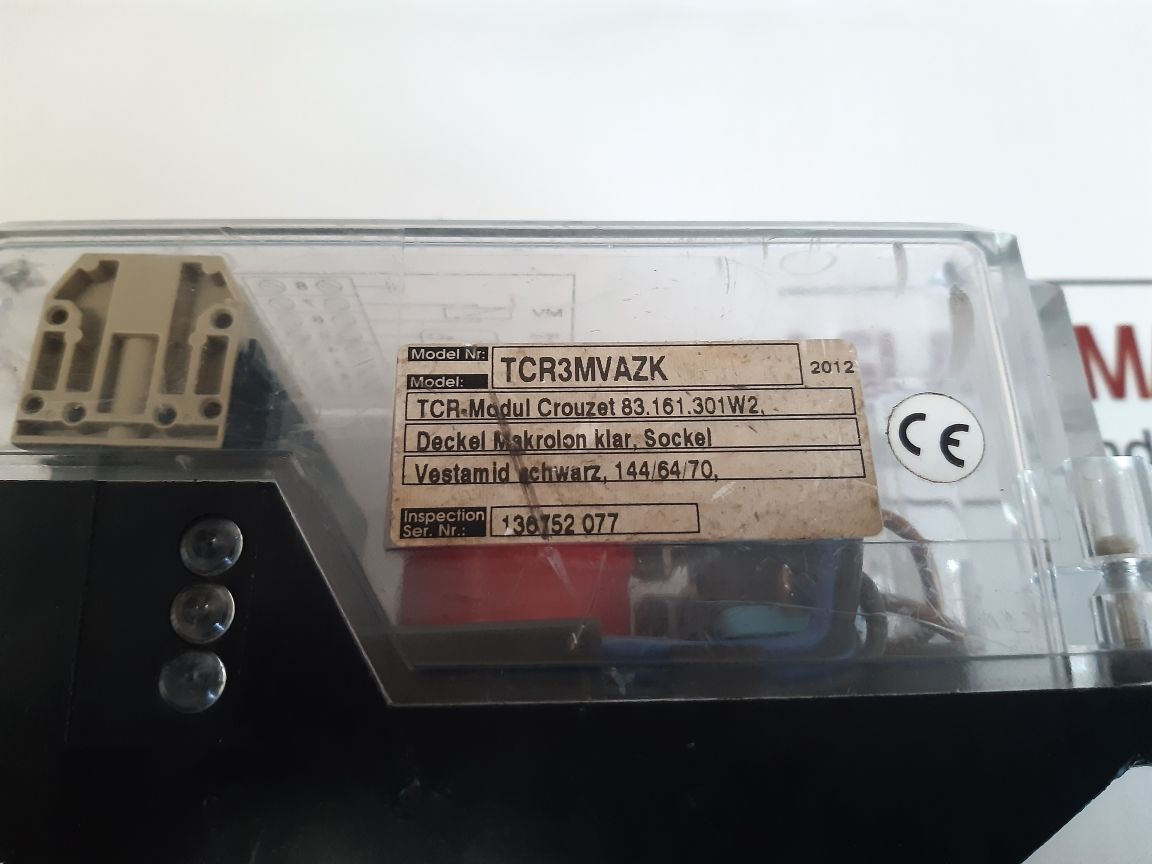 VM
Model Nr:
TCR3MVAZK
2012
Model:
TCR-Modul Crouzet 83.161.301W2,
Deckel Makrolon klar, Sockel
Vestamid schwarz, 144/64/70,
Inspection
Ser. Nr.:
136752 077
CE
MA